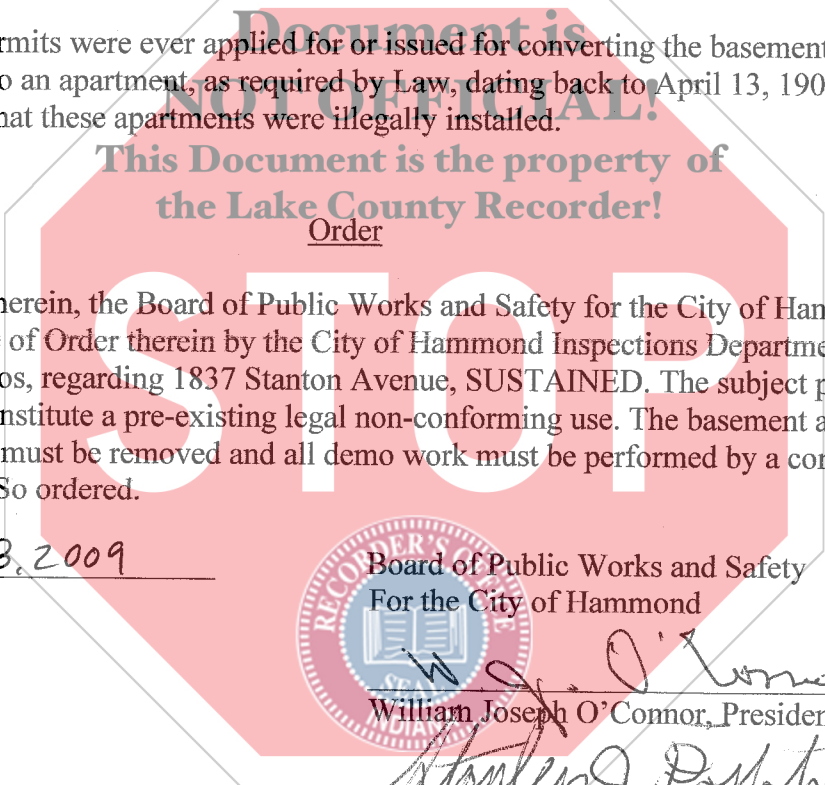 Document is
rmits were ever applied for or issued for converting the basement
o an apartment, as required by Law, dating back to April 13, 190
NOT OFFICIAL!
hat these apartments were illegally installed.
This Document is the property of
the Lake County Recorder!
Order
STOP
herein, the Board of Public Works and Safety for the City of Ham
of Order therein by the City of Hammond Inspections Departme
os, regarding 1837 Stanton Avenue, SUSTAINED. The subject p
nstitute a pre-existing legal non-conforming use. The basement a
must be removed and all demo work must be performed by a con
So ordered.
3, 2009
Board of Public Works and Safety
For the City of Hammond
RECORDER'S OFFICE
SEAL
INDIANA
W. J. O'Conno
William Joseph O'Connor, Presiden